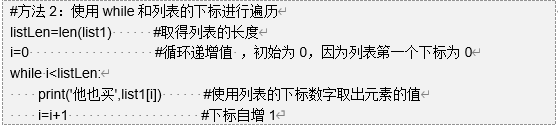 #方法 2：使用 while 和列表的下标进行遍历
listLen=len(list1)      #取得列表的长度
i=0                  #循环递增值 ，初始为 0，因为列表第一个下标为 0
while i<listLen:
    print('他也买',list1[i])      #使用列表的下标数字取出元素的值
    i=i+1                   #下标自增 1